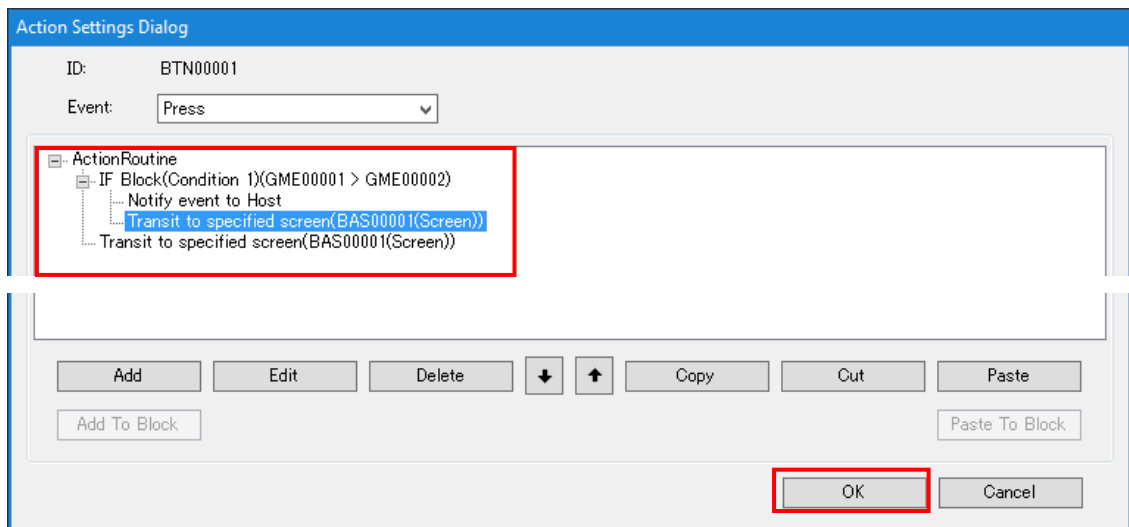 Action Settings Dialog
ID: BTN00001
Event: Press
ActionRoutine
IF Block(Condition 1)(GME00001 > GME00002)
Notify event to Host
Transit to specified screen(BAS00001(Screen))
Transit to specified screen(BAS00001(Screen))
Add Edit Delete Copy Cut Paste
Add To Block Paste To Block
OK Cancel